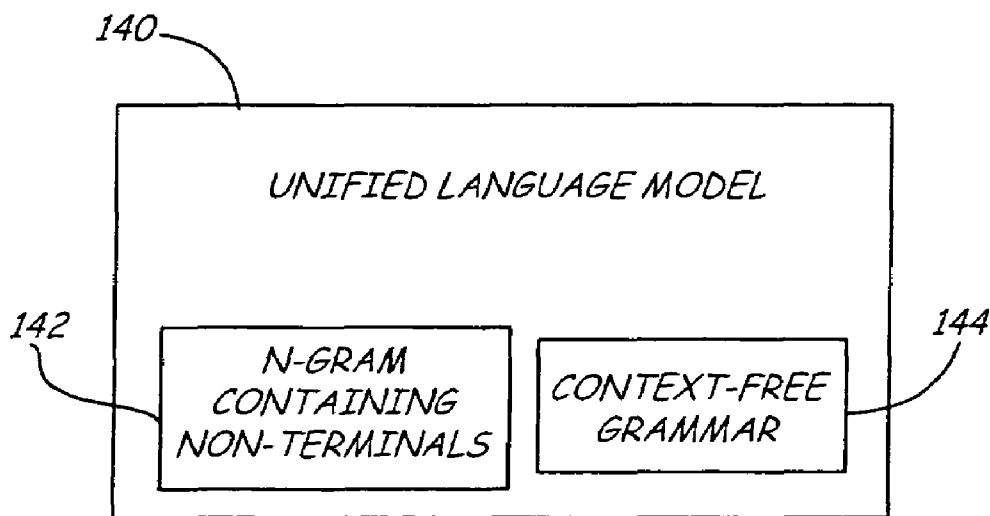 140
UNIFIED LANGUAGE MODEL
142
N-GRAM
CONTAINING
NON-TERMINALS
CONTEXT-FREE
GRAMMAR
144